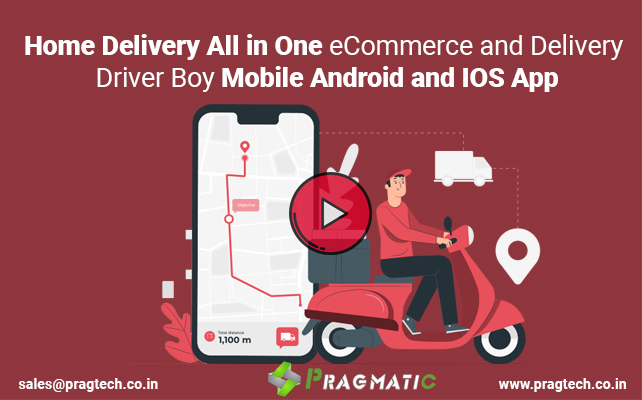 Home Delivery All in One eCommerce and Delivery
Driver Boy Mobile Android and IOS App
Total distance
1,100 m
sales@pragtech.co.in
PRAGMATIC
www.pragtech.co.in